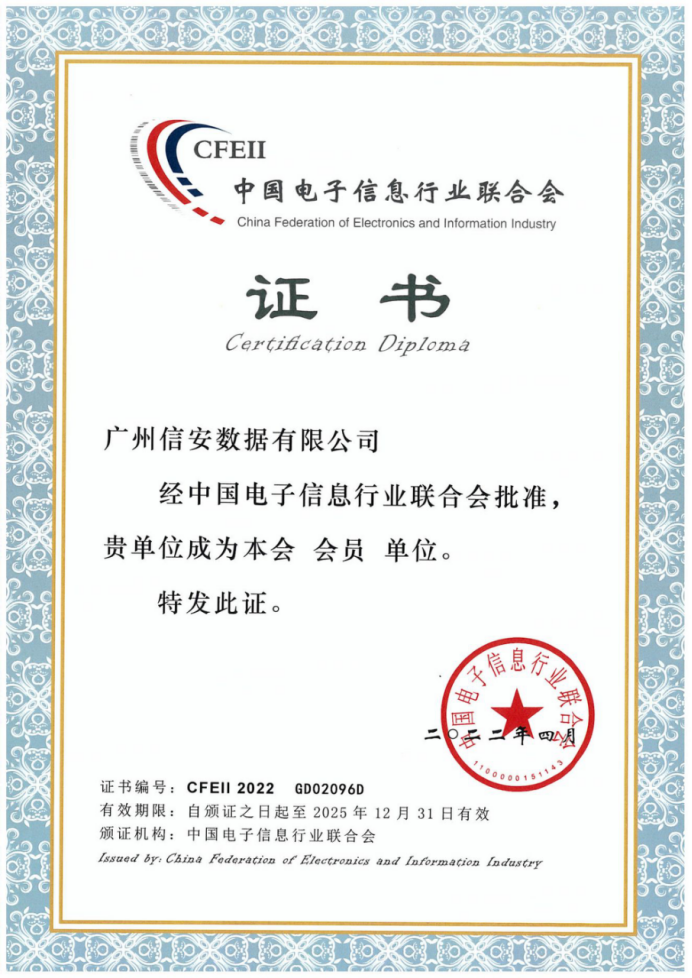 CFEII
中国电子信息行业联合会
China Federation of Electronics and Information Industry
证 书
Certification Diploma
广州信安数据有限公司
经中国电子信息行业联合会批准，
贵单位成为本会 会员 单位。
特发此证。
中国电子信息行业联合会
二〇二二年四月
1100000151143
证书编号：CFEII 2022 GD02096D
有效期限：自颁证之日起至 2025 年 12 月 31 日有效
颁证机构：中国电子信息行业联合会
Issued by: China Federation of Electronics and Information Industry